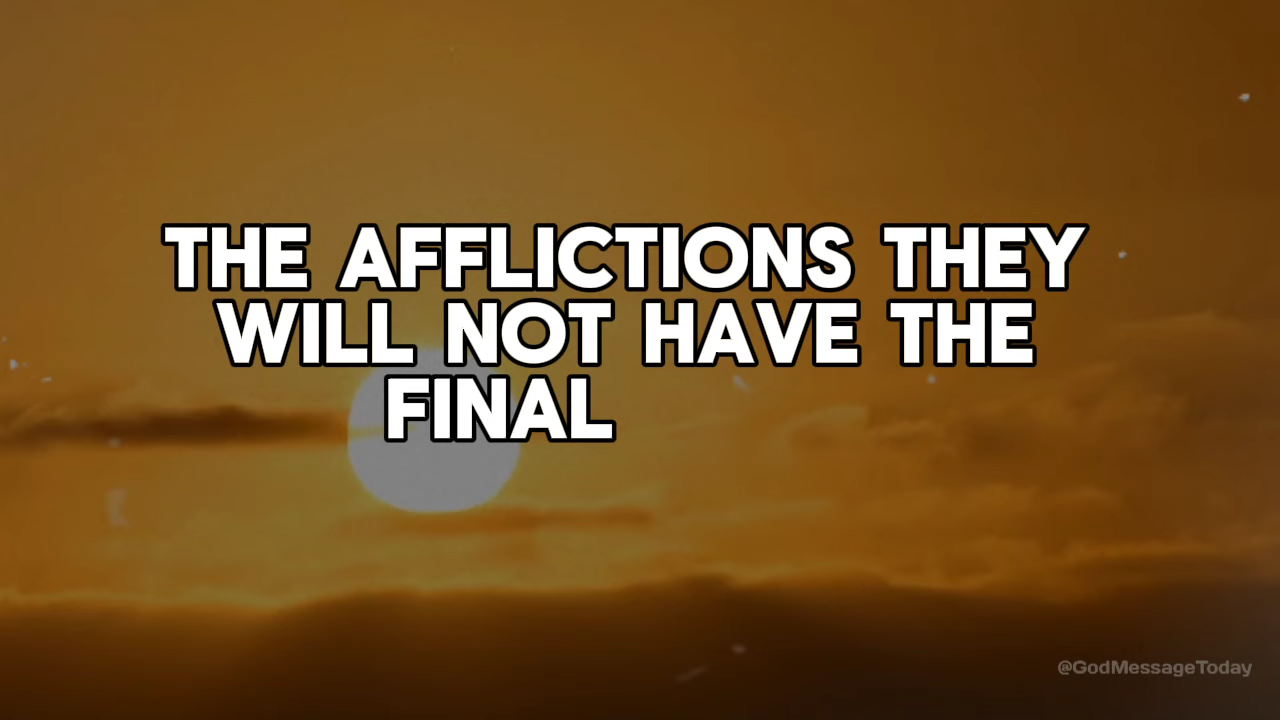 THE AFFLICTIONS THEY
WILL NOT HAVE THE
FINAL
@GodMessageToday